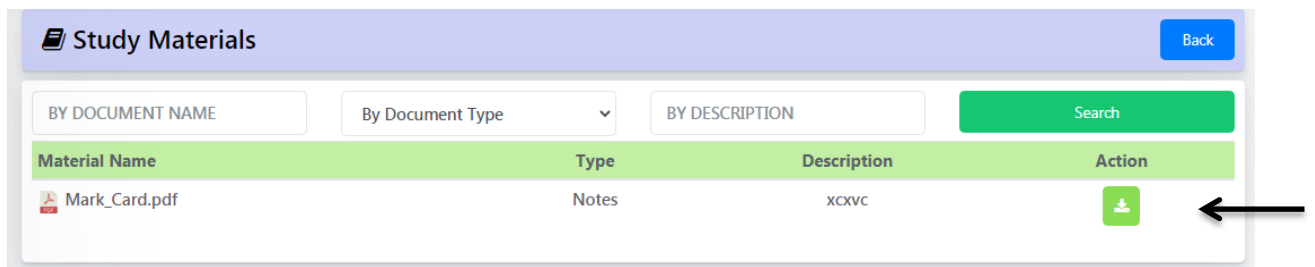 Study Materials
Back
BY DOCUMENT NAME
By Document Type
BY DESCRIPTION
Search
Material Name Type Description Action
PDF Mark_Card.pdf Notes xcxvc